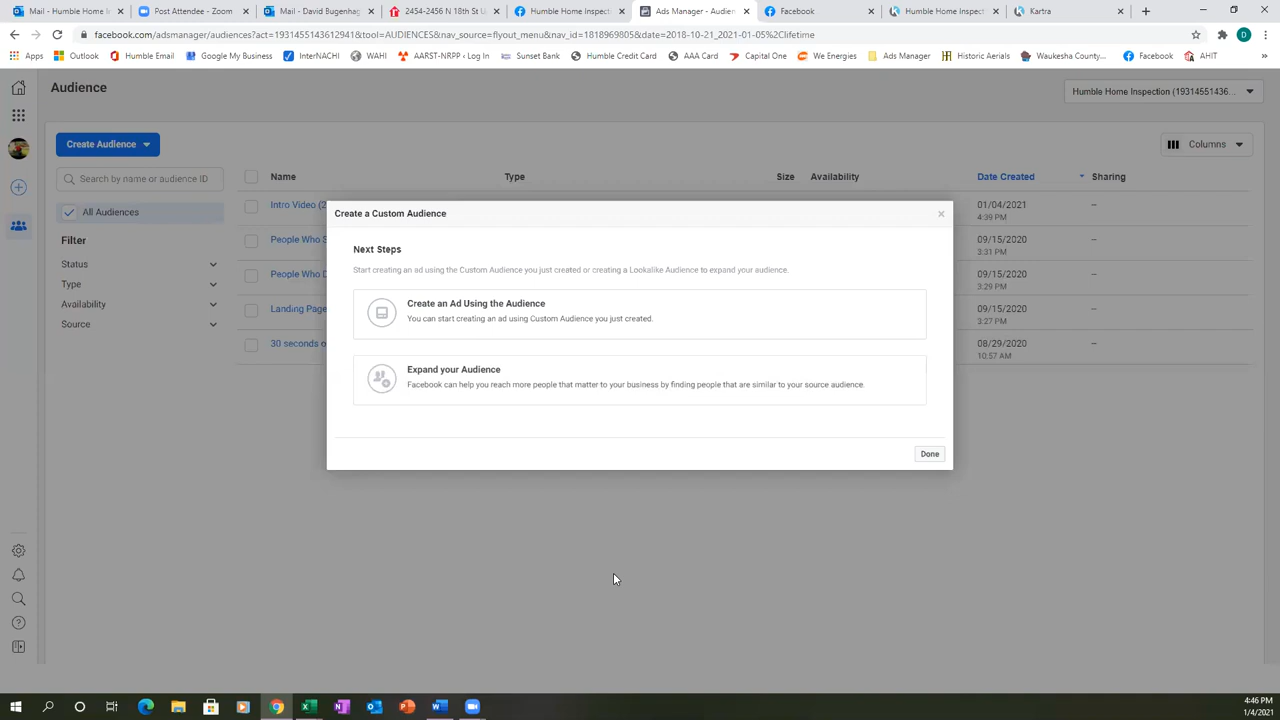 Mail - Humble Home In
Post Attendee - Zoom
Mail - David Bugenhag
2454-2456 N 18th St U
Humble Home Inspecti
Ads Manager - Audien
Facebook
Humble Home Inspect
Kartra
facebook.com/adsmanager/audiences?act=1931455143612941&tool=AUDIENCES&nav_source=flyout_menu&nav_id=1818969805&date=2018-10-21_2021-01-05%2Clifetime
D
Apps
Outlook
Humble Email
Google My Business
InterNACHI
WAHI
AARST-NRPP < Log In
Sunset Bank
Humble Credit Card
AAA Card
Capital One
We Energies
Ads Manager
Historic Aerials
Waukesha County...
Facebook
AHIT
»
Audience
Humble Home Inspection (19314551436...
Create Audience
Columns
Search by name or audience ID
Name
Type
Size
Availability
Date Created
Sharing
All Audiences
Intro Video (2
01/04/2021
4:39 PM
–
Filter
People Who S
09/15/2020
3:31 PM
–
Status
People Who D
09/15/2020
3:29 PM
–
Type
Availability
Landing Page
09/15/2020
3:27 PM
–
Source
30 seconds o
08/29/2020
10:57 AM
–
Create a Custom Audience
×
Next Steps
Start creating an ad using the Custom Audience you just created or creating a Lookalike Audience to expand your audience.
Create an Ad Using the Audience
You can start creating an ad using Custom Audience you just created.
Expand your Audience
Facebook can help you reach more people that matter to your business by finding people that are similar to your source audience.
Done
4:46 PM
1/4/2021